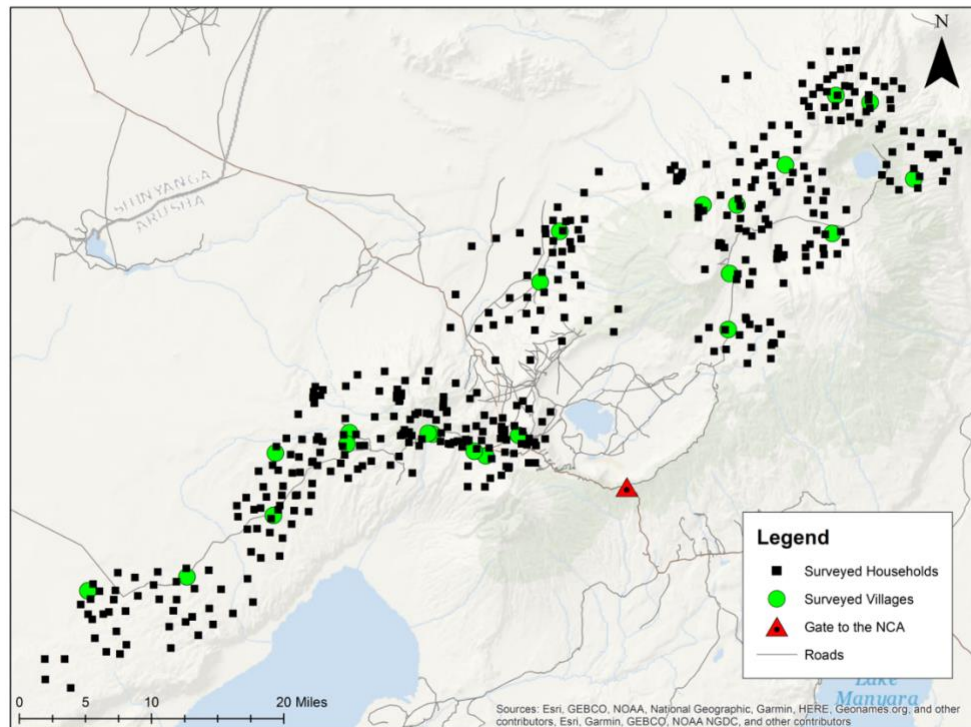 N
SHINYANGA
ARUSHA
Legend
Surveyed Households
Surveyed Villages
Gate to the NCA
Roads
Lake
Manyara
0 5 10 20 Miles
Sources: Esri, GEBCO, NOAA, National Geographic, Garmin, HERE, Geonames.org, and other
contributors, Esri, Garmin, GEBCO, NOAA NGDC, and other contributors